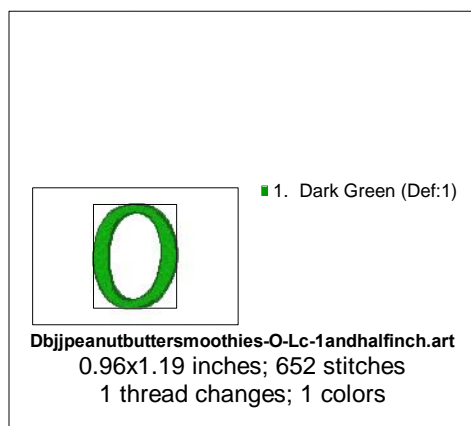 1. Dark Green (Def:1)
O
Dbjjpeanutbuttersmoothies-O-Lc-1andhalfinch.art
0.96x1.19 inches; 652 stitches
1 thread changes; 1 colors